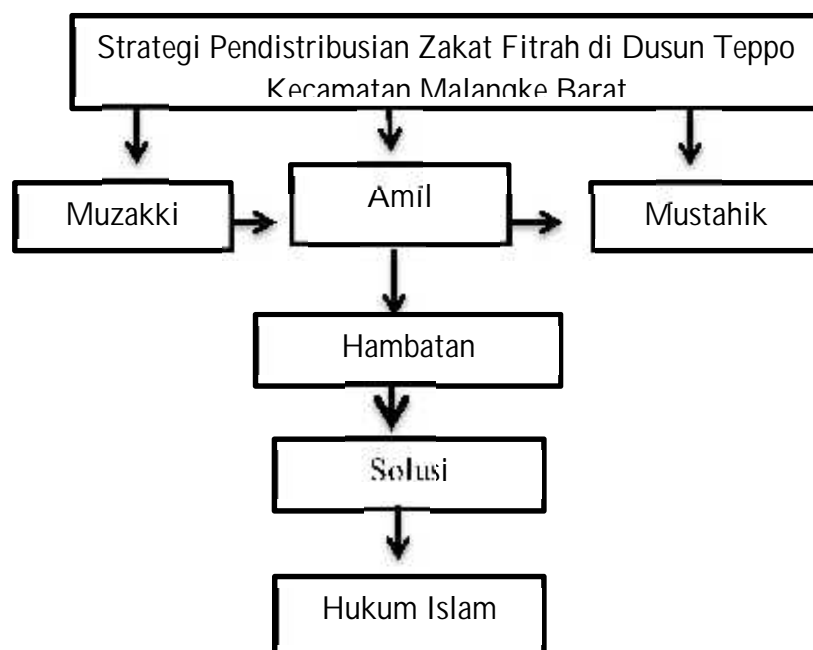 Strategi Pendistribusian Zakat Fitrah di Dusun Teppo
Kecamatan Malangke Barat
Muzakki
Amil
Mustahik
Hambatan
Solusi
Hukum Islam